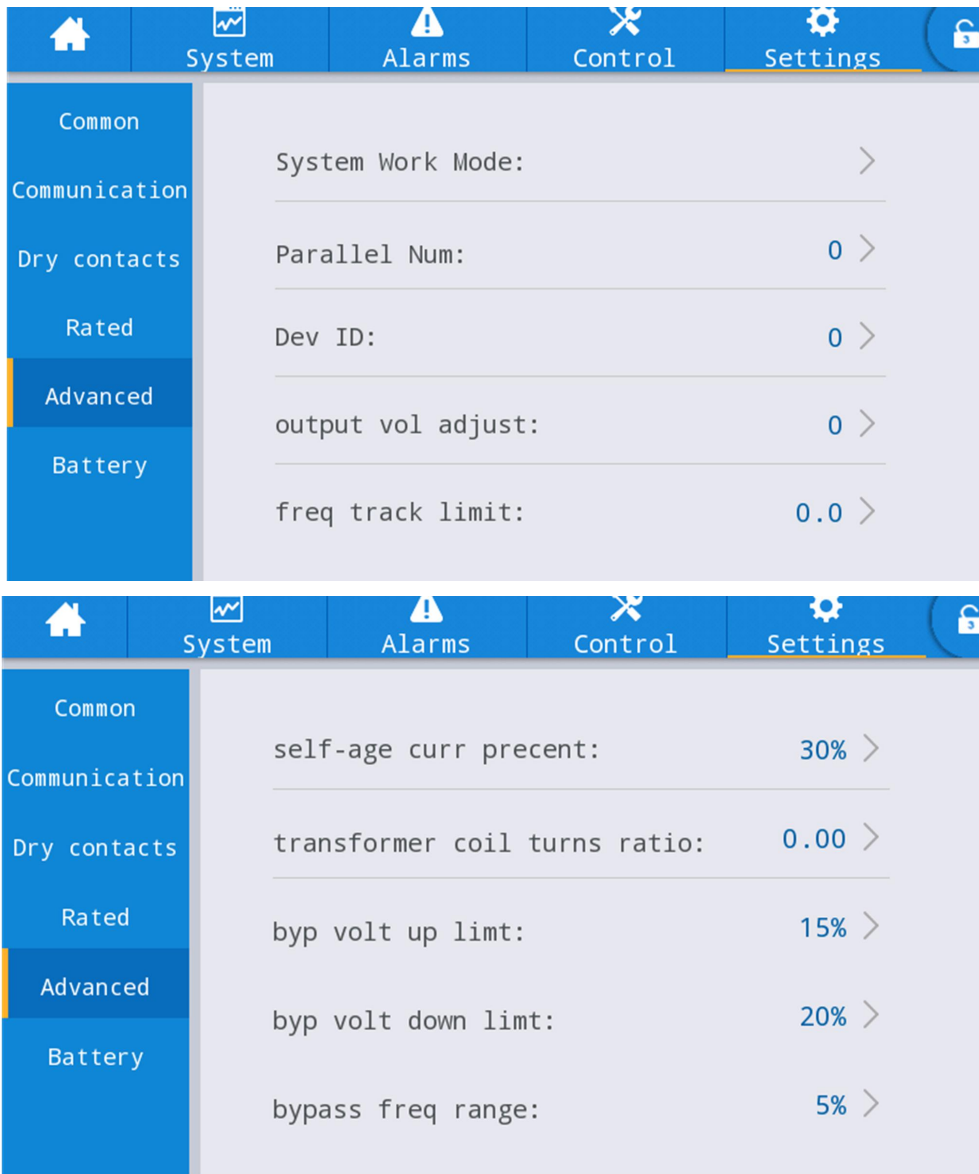 System Alarms Control Settings 3
Common
Communication
Dry contacts
Rated
Advanced
Battery
System Work Mode:
Parallel Num: 0
Dev ID: 0
output vol adjust: 0
freq track limit: 0.0
System Alarms Control Settings 3
Common
Communication
Dry contacts
Rated
Advanced
Battery
self-age curr precent: 30%
transformer coil turns ratio: 0.00
byp volt up limt: 15%
byp volt down limt: 20%
bypass freq range: 5%